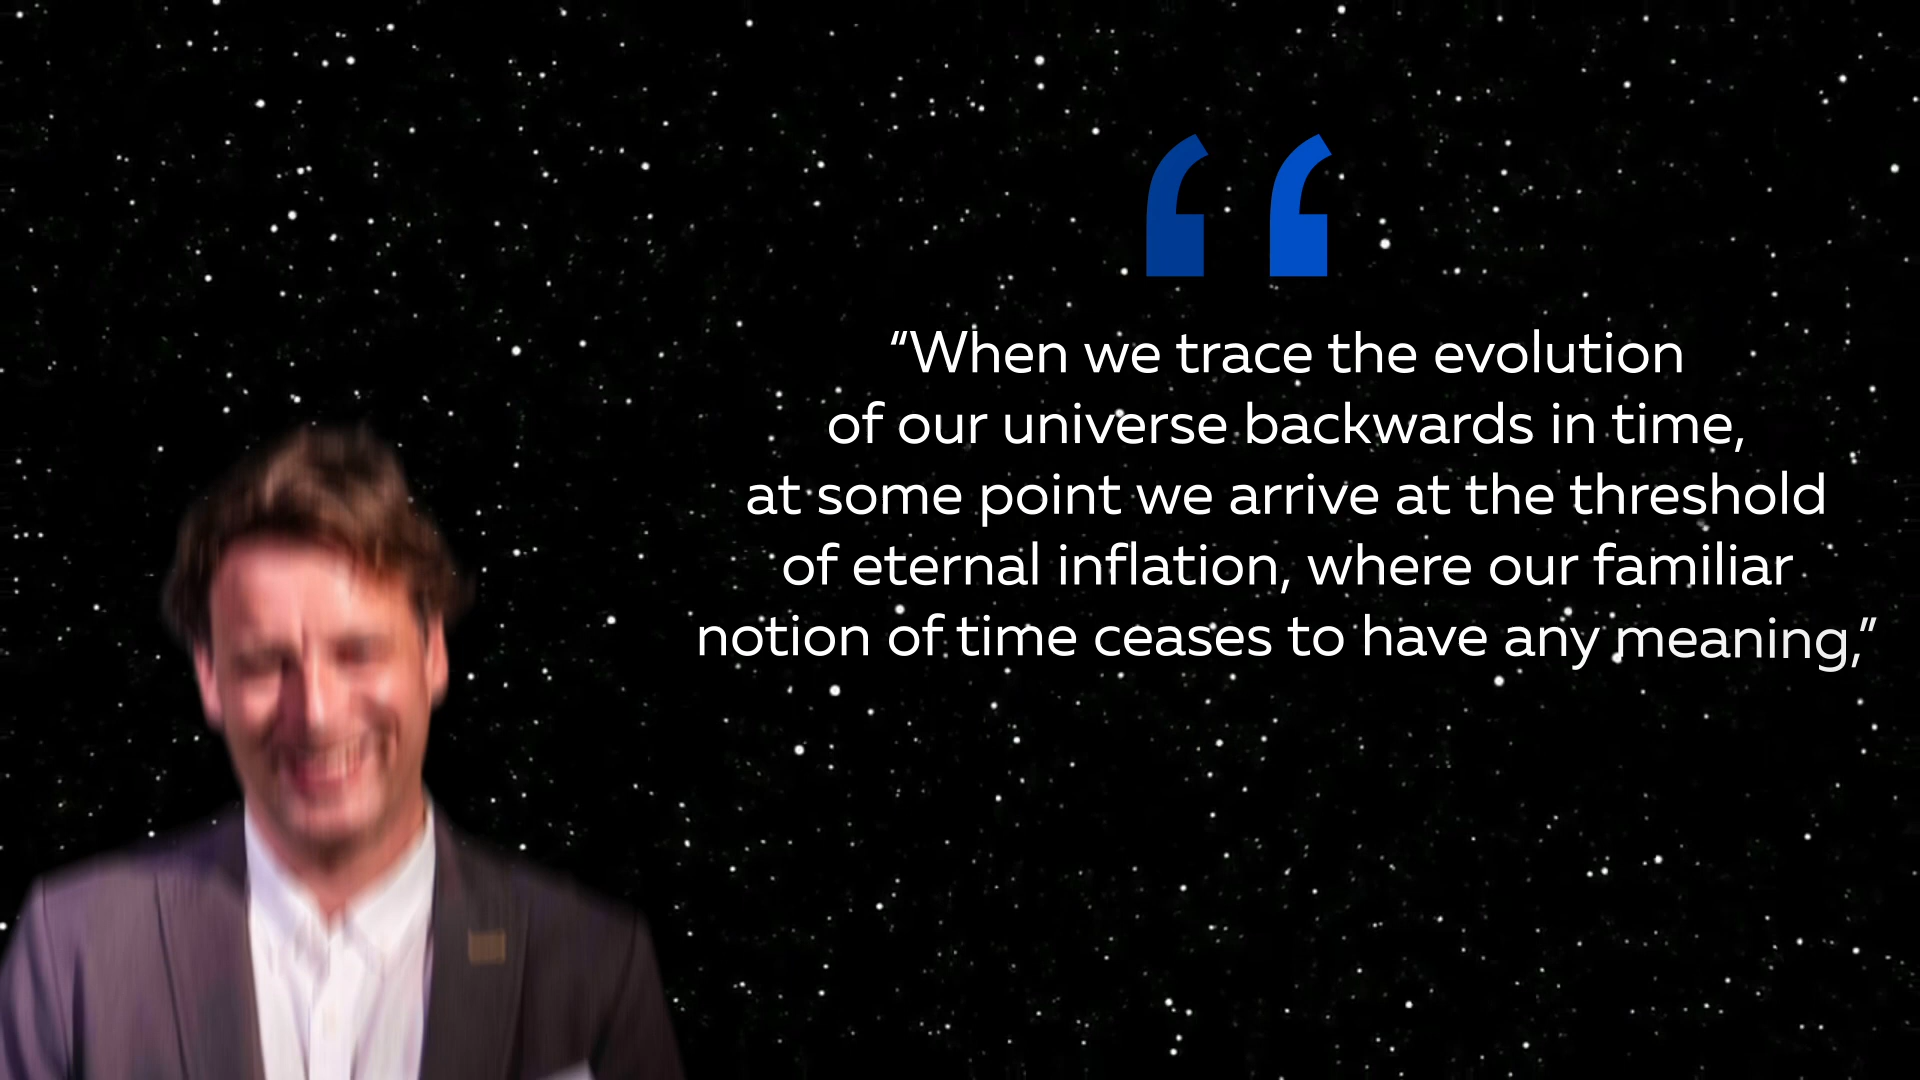 “When we trace the evolution
of our universe backwards in time,
at some point we arrive at the threshold
of eternal inflation, where our familiar
notion of time ceases to have any meaning,”